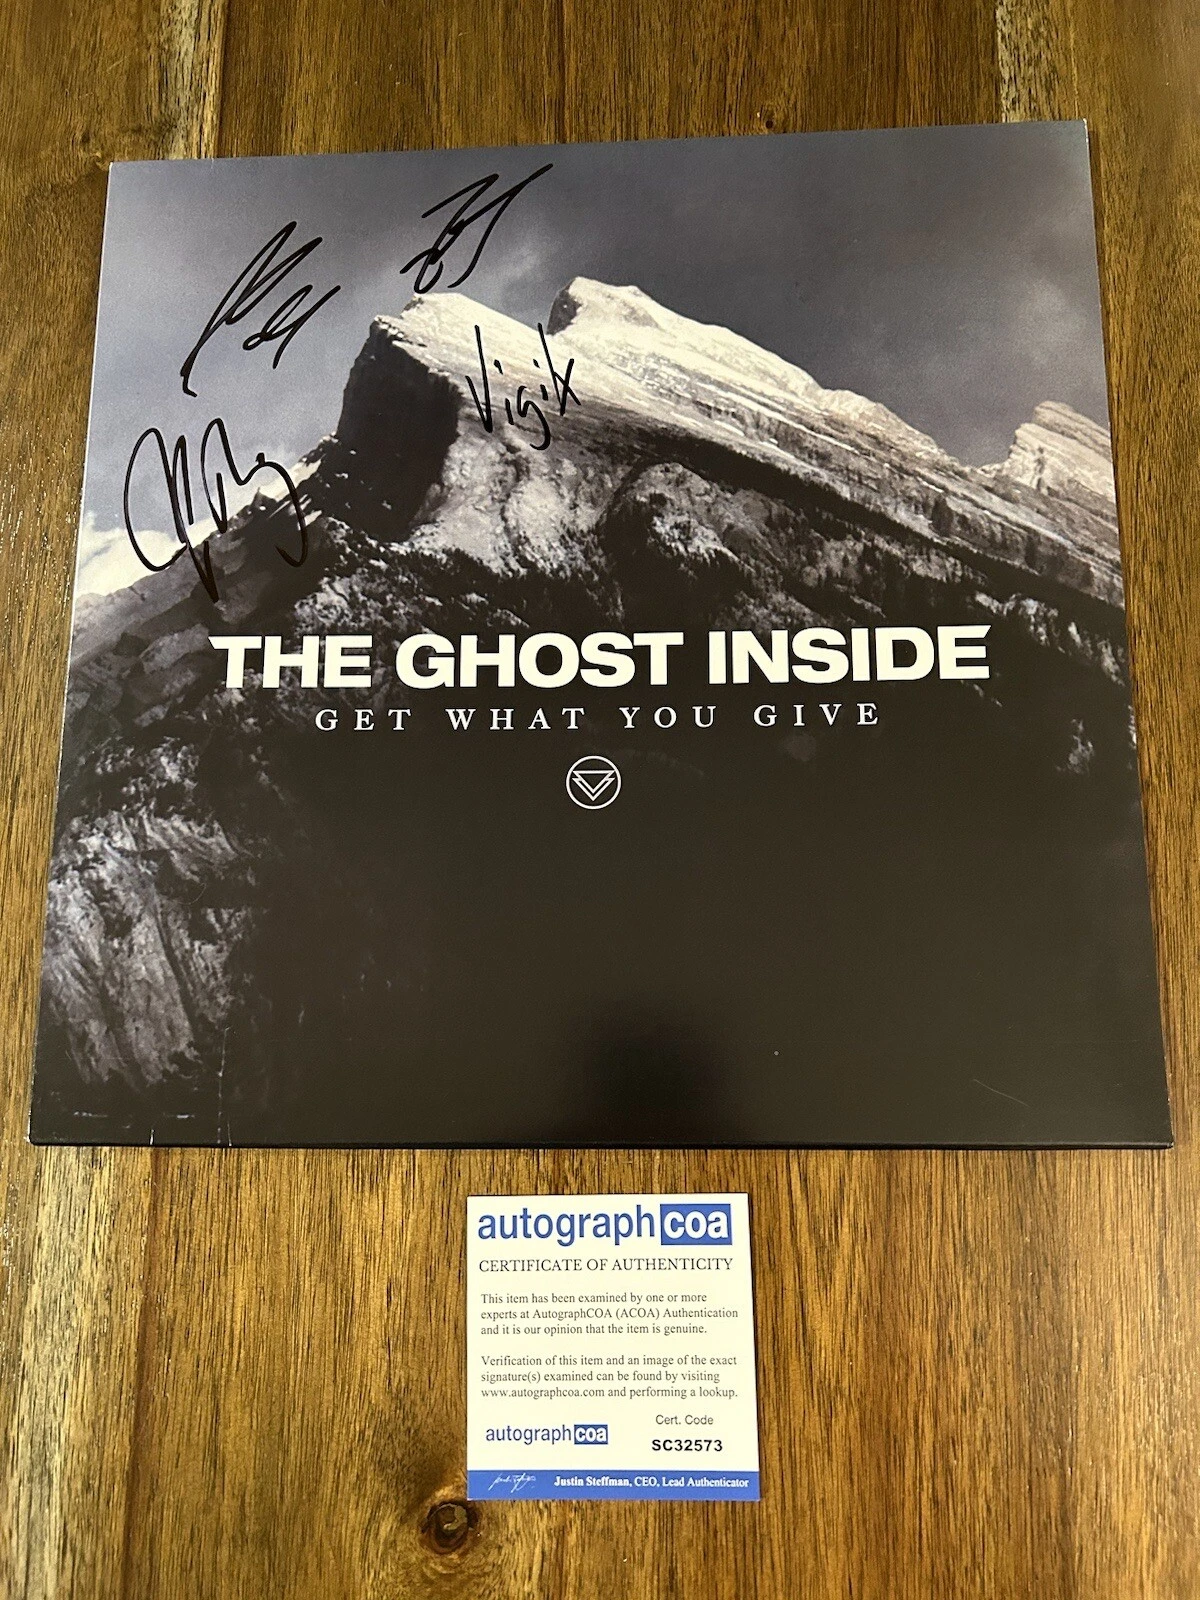 Vigil
THE GHOST INSIDE
GET WHAT YOU GIVE
autographcoa
CERTIFICATE OF AUTHENTICITY
This item has been examined by one or more
experts at AutographCOA (ACOA) Authentication
and it is our opinion that the item is genuine.
Verification of this item and an image of the exact
signature(s) examined can be found by visiting
www.autographcoa.com and performing a lookup.
Cert. Code
autographcoa
SC32573
Justin Steffman, CEO, Lead Authenticator